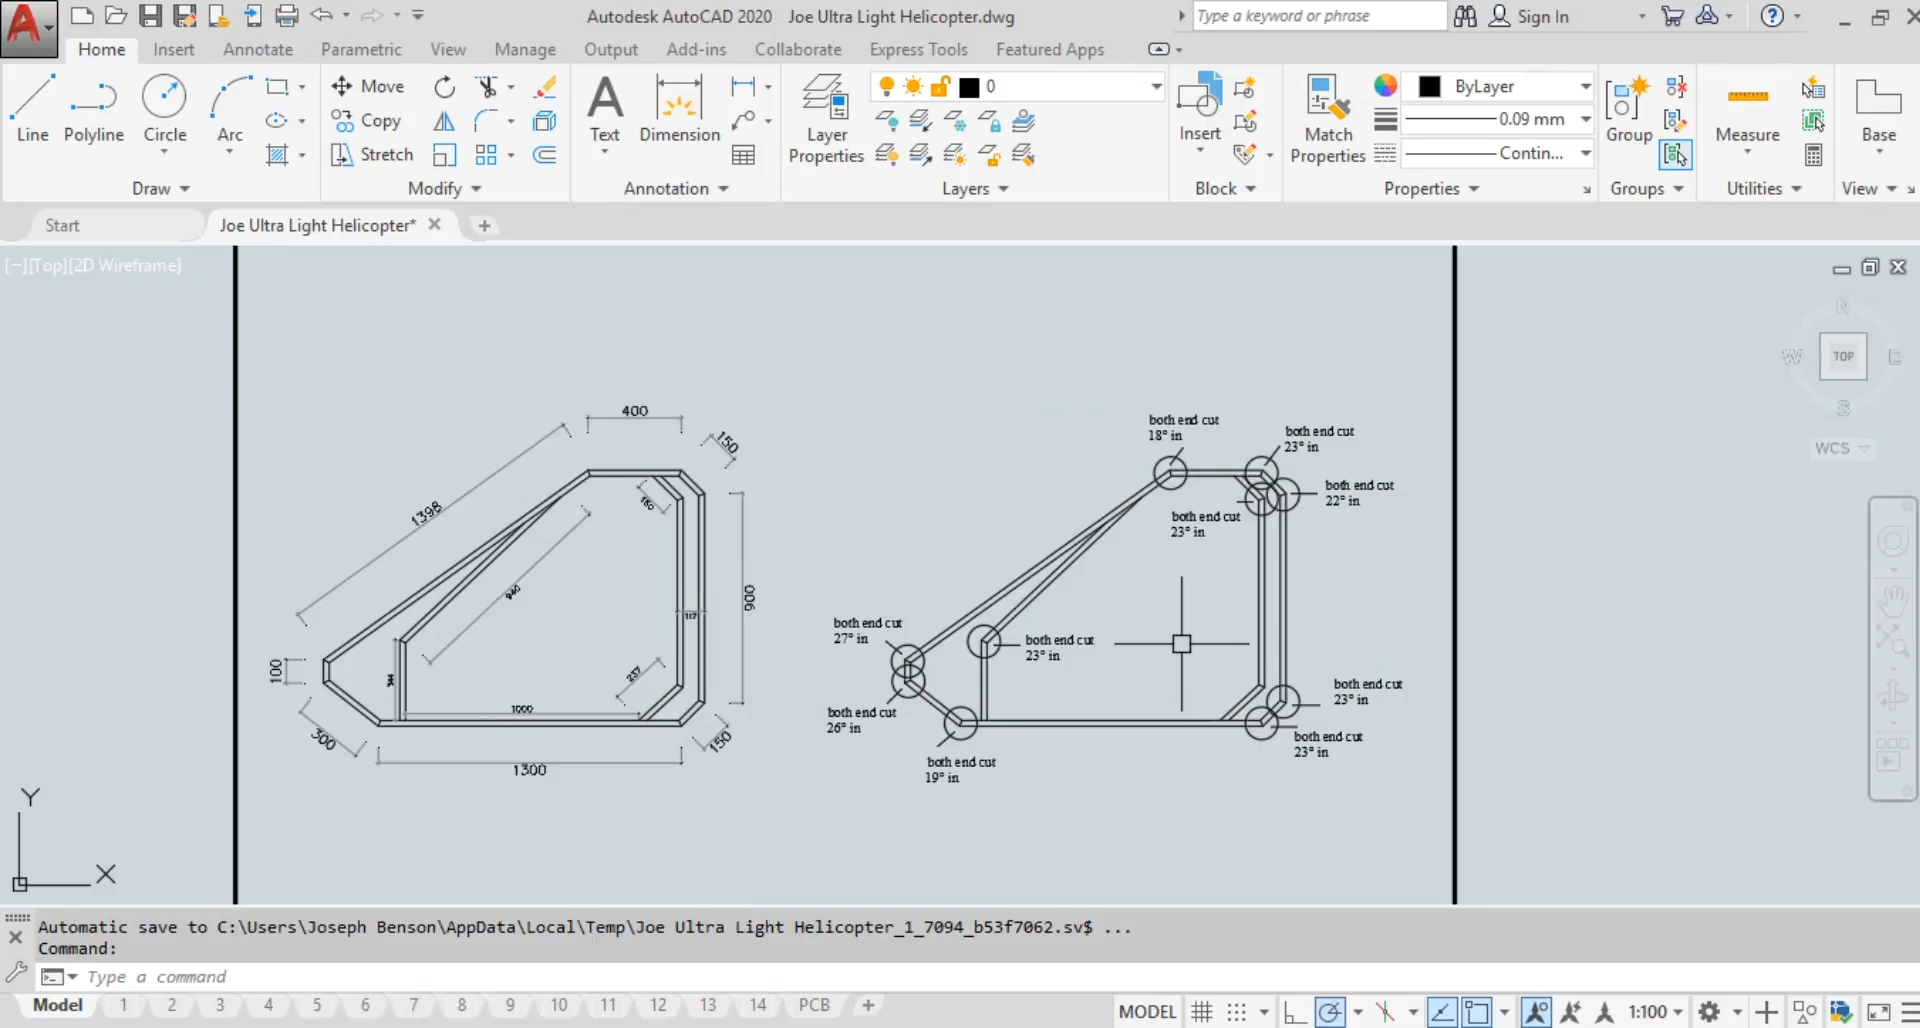 Autodesk AutoCAD 2020 Joe Ultra Light Helicopter.dwg
Type a keyword or phrase
Sign In
Home Insert Annotate Parametric View Manage Output Add-ins Collaborate Express Tools Featured Apps
Line Polyline Circle Arc
Move
Copy
Stretch
Text Dimension
Layer Properties
0
Insert
Match Properties
ByLayer
0.09 mm
Contin...
Group
Measure
Base
Draw Modify Annotation Layers Block Properties Groups Utilities View
Start Joe Ultra Light Helicopter*
[−][Top][2D Wireframe]
N
W TOP E
S
WCS
400
150
1398
180
940
900
117
100
344
237
1000
300
150
1300
both end cut
18° in
both end cut
23° in
both end cut
22° in
both end cut
23° in
both end cut
27° in
both end cut
23° in
both end cut
23° in
both end cut
26° in
both end cut
23° in
both end cut
19° in
Y
X
Automatic save to C:\Users\Joseph Benson\AppData\Local\Temp\Joe Ultra Light Helicopter_1_7094_b53f7062.sv$ ...
Command:
Type a command
Model 1 2 3 4 5 6 7 8 9 10 11 12 13 14 PCB
MODEL 1:100